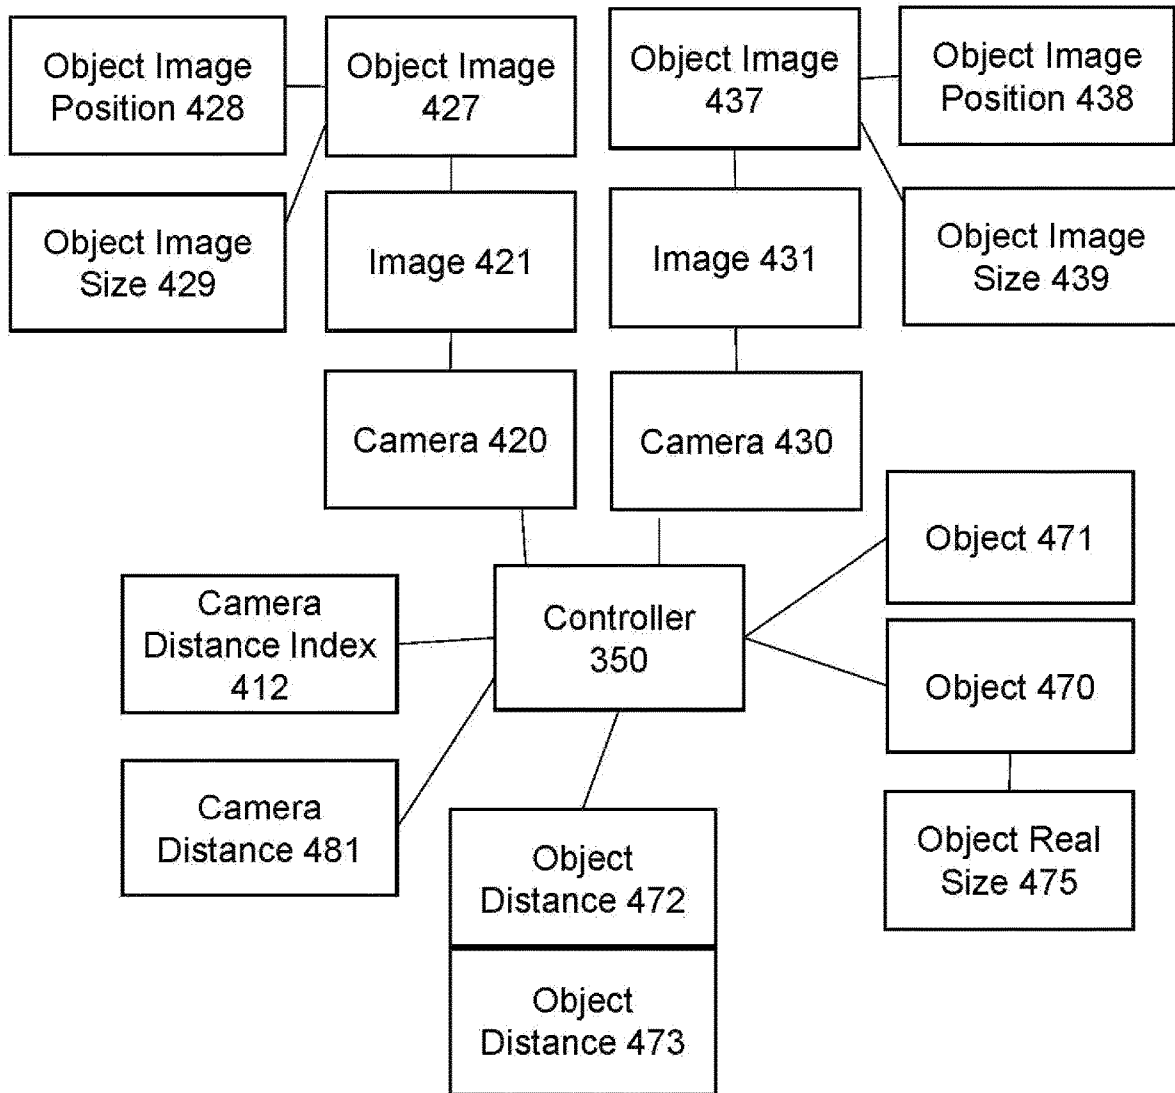 Object Image
Position 428
Object Image
427
Object Image
437
Object Image
Position 438
Object Image
Size 429
Image 421
Image 431
Object Image
Size 439
Camera 420
Camera 430
Object 471
Camera
Distance Index
412
Controller
350
Object 470
Camera
Distance 481
Object
Distance 472
Object Real
Size 475
Object
Distance 473